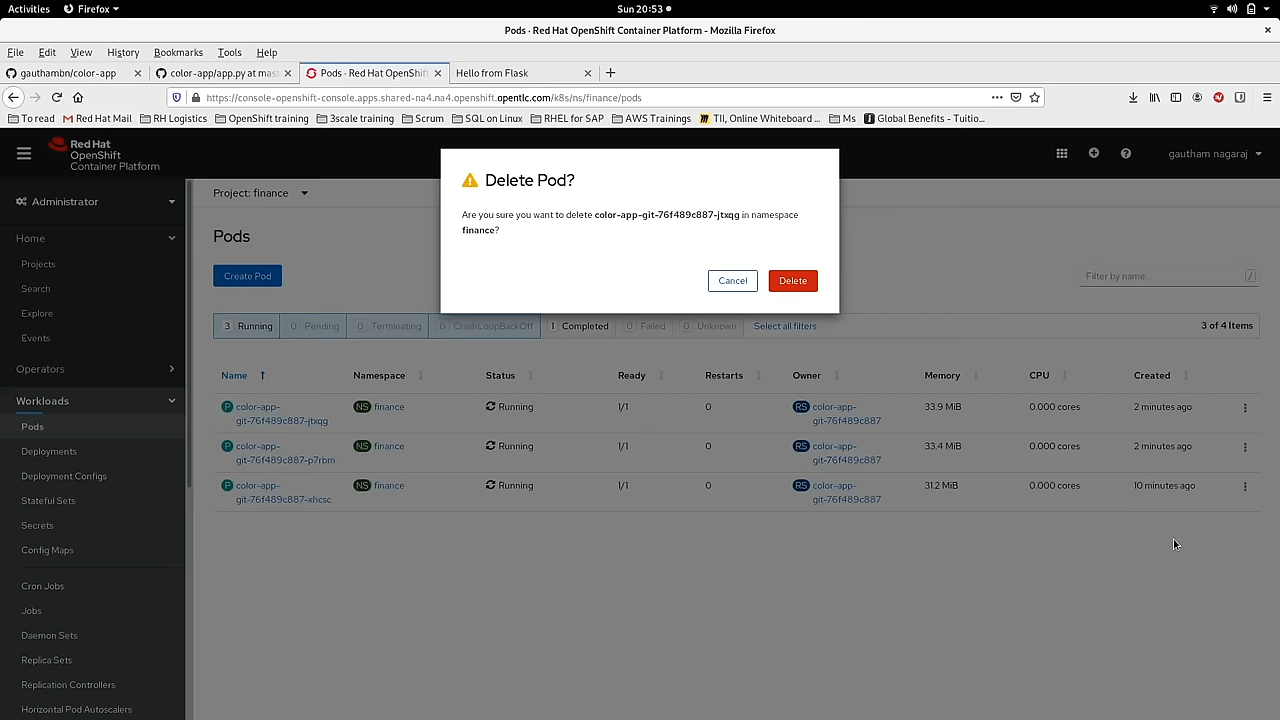 Activities Firefox Sun 20:53
Pods · Red Hat OpenShift Container Platform - Mozilla Firefox
File Edit View History Bookmarks Tools Help
gauthambn/color-app color-app/app.py at mas Pods · Red Hat OpenShift Hello from Flask
https://console-openshift-console.apps.shared-na4.na4.openshift.opentlc.com/k8s/ns/finance/pods
To read Red Hat Mail RH Logistics OpenShift training 3scale training Scrum SQL on Linux RHEL for SAP AWS Trainings TII, Online Whiteboard ... Ms Global Benefits - Tuitio...
Red Hat
OpenShift
Container Platform
gautham nagaraj
Administrator
Home
Projects
Search
Explore
Events
Operators
Workloads
Pods
Deployments
Deployment Configs
Stateful Sets
Secrets
Config Maps
Cron Jobs
Jobs
Daemon Sets
Replica Sets
Replication Controllers
Horizontal Pod Autoscalers
Project: finance
Pods
Create Pod
Filter by name... /
Delete Pod?
Are you sure you want to delete color-app-git-76f489c887-jtxqg in namespace
finance?
Cancel Delete
3 Running 0 Pending 0 Terminating 0 CrashLoopBackOff 1 Completed 0 Failed 0 Unknown Select all filters 3 of 4 Items
Name Namespace Status Ready Restarts Owner Memory CPU Created
P color-app- NS finance Running 1/1 0 RS color-app- 33.9 MiB 0.000 cores 2 minutes ago
git-76f489c887-jtxqg git-76f489c887
P color-app- NS finance Running 1/1 0 RS color-app- 33.4 MiB 0.000 cores 2 minutes ago
git-76f489c887-p7rbm git-76f489c887
P color-app- NS finance Running 1/1 0 RS color-app- 31.2 MiB 0.000 cores 10 minutes ago
git-76f489c887-xhcsc git-76f489c887